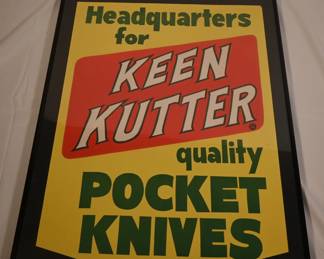 Headquarters
for
KEEN
KUTTER
quality
POCKET
KNIVES